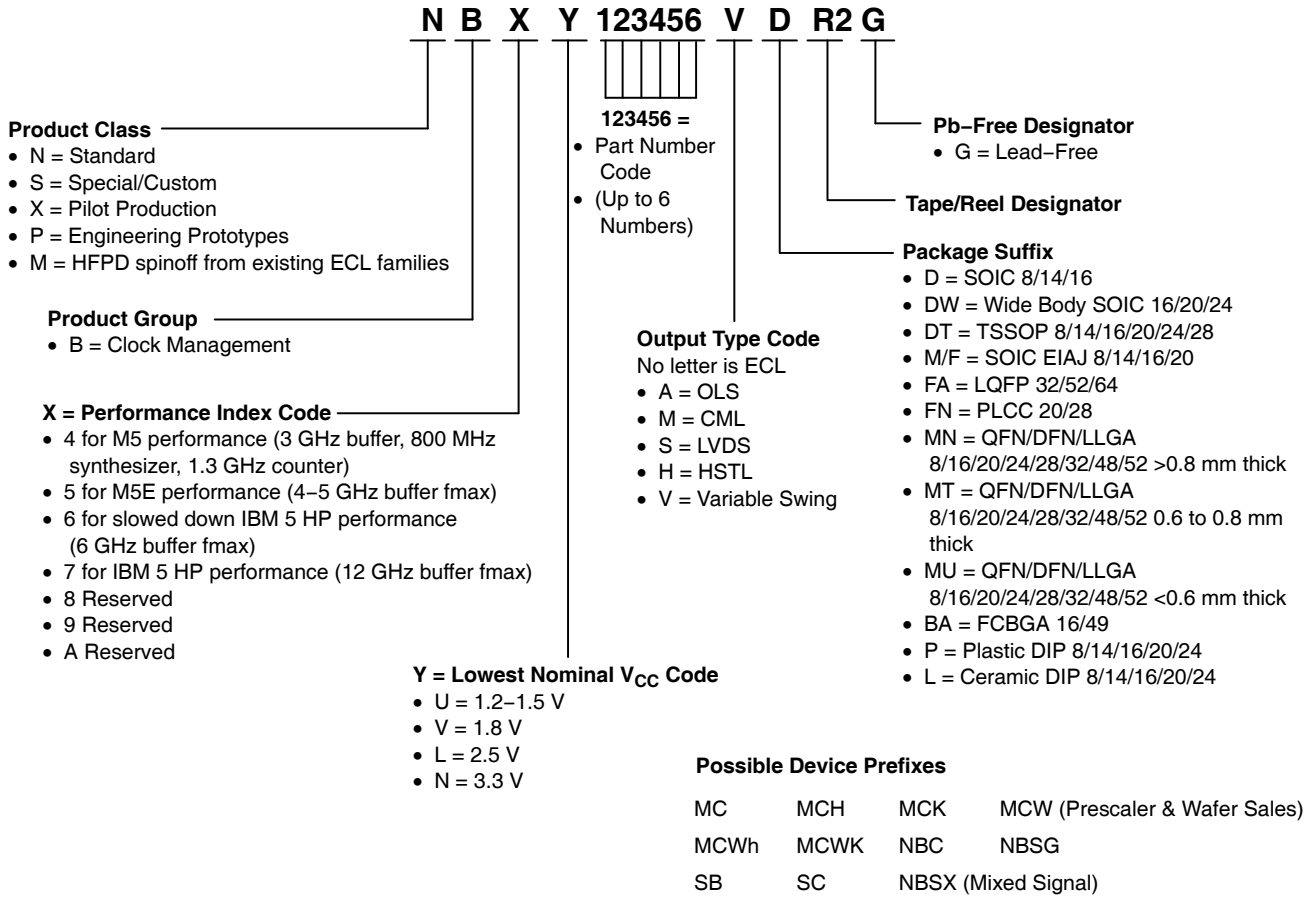 N B X Y 123456 V D R2 G
Product Class
• N = Standard
• S = Special/Custom
• X = Pilot Production
• P = Engineering Prototypes
• M = HFPD spinoff from existing ECL families
Product Group
• B = Clock Management
X = Performance Index Code
• 4 for M5 performance (3 GHz buffer, 800 MHz
synthesizer, 1.3 GHz counter)
• 5 for M5E performance (4–5 GHz buffer fmax)
• 6 for slowed down IBM 5 HP performance
(6 GHz buffer fmax)
• 7 for IBM 5 HP performance (12 GHz buffer fmax)
• 8 Reserved
• 9 Reserved
• A Reserved
Y = Lowest Nominal VCC Code
• U = 1.2–1.5 V
• V = 1.8 V
• L = 2.5 V
• N = 3.3 V
123456 =
• Part Number
Code
• (Up to 6
Numbers)
Output Type Code
No letter is ECL
• A = OLS
• M = CML
• S = LVDS
• H = HSTL
• V = Variable Swing
Pb–Free Designator
• G = Lead–Free
Tape/Reel Designator
Package Suffix
• D = SOIC 8/14/16
• DW = Wide Body SOIC 16/20/24
• DT = TSSOP 8/14/16/20/24/28
• M/F = SOIC EIAJ 8/14/16/20
• FA = LQFP 32/52/64
• FN = PLCC 20/28
• MN = QFN/DFN/LLGA
8/16/20/24/28/32/48/52 >0.8 mm thick
• MT = QFN/DFN/LLGA
8/16/20/24/28/32/48/52 0.6 to 0.8 mm
thick
• MU = QFN/DFN/LLGA
8/16/20/24/28/32/48/52 <0.6 mm thick
• BA = FCBGA 16/49
• P = Plastic DIP 8/14/16/20/24
• L = Ceramic DIP 8/14/16/20/24
Possible Device Prefixes
MC MCH MCK MCW (Prescaler & Wafer Sales)
MCWh MCWK NBC NBSG
SB SC NBSX (Mixed Signal)